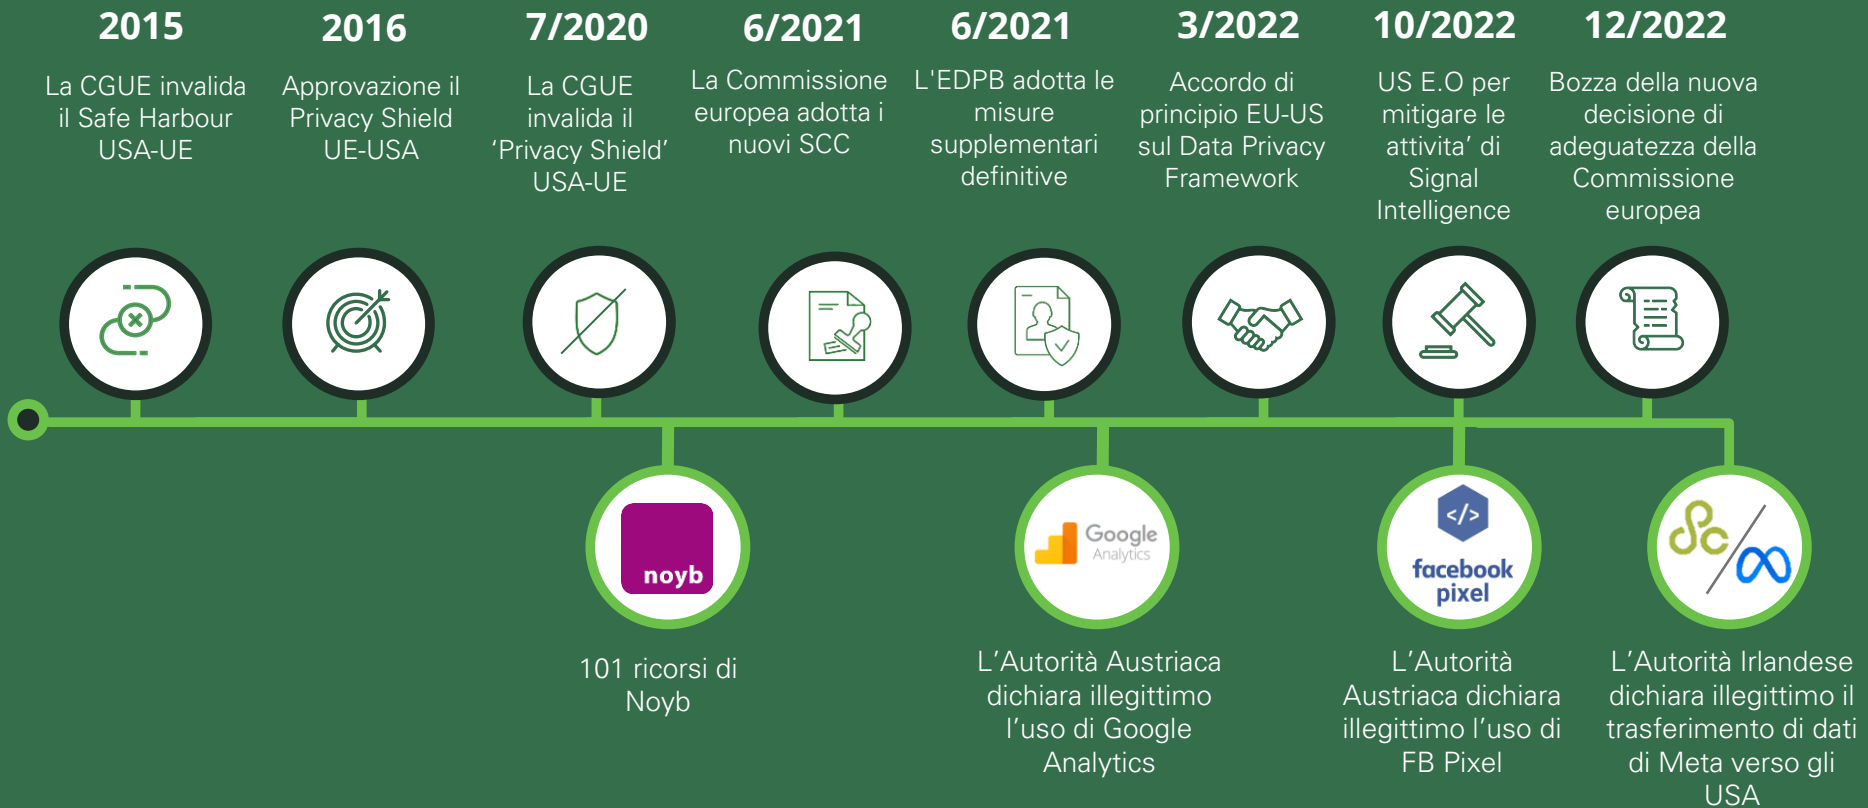 2015
La CGUE invalida
il Safe Harbour
USA-UE
2016
Approvazione il
Privacy Shield
UE-USA
7/2020
La CGUE
invalida il
‘Privacy Shield’
USA-UE
6/2021
La Commissione
europea adotta i
nuovi SCC
6/2021
L'EDPB adotta le
misure
supplementari
definitive
3/2022
Accordo di
principio EU-US
sul Data Privacy
Framework
10/2022
US E.O per
mitigare le
attivita’ di
Signal
Intelligence
12/2022
Bozza della nuova
decisione di
adeguatezza della
Commissione
europea
noyb
101 ricorsi di
Noyb
Google
Analytics
L’Autorità Austriaca
dichiara illegittimo
l’uso di Google
Analytics
</>
facebook
pixel
L’Autorità
Austriaca dichiara
illegittimo l’uso di
FB Pixel
L’Autorità Irlandese
dichiara illegittimo il
trasferimento di dati
di Meta verso gli
USA